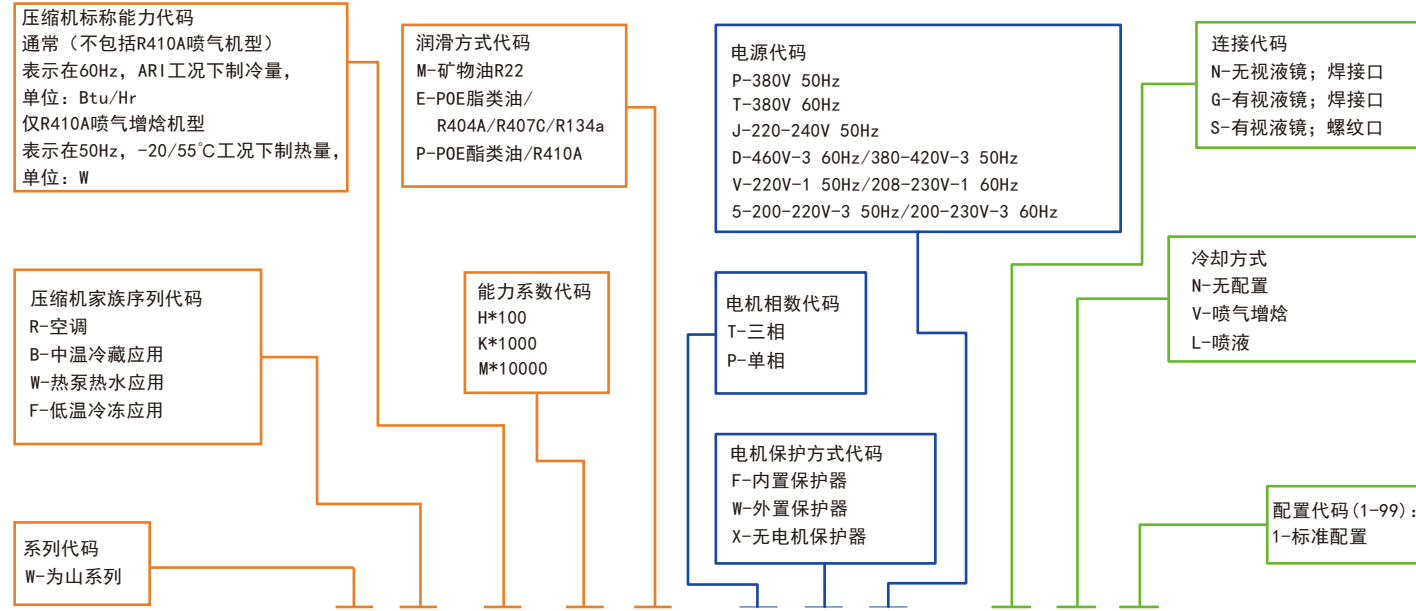 压缩机标称能力代码
通常（不包括R410A喷气机型）
表示在60Hz，ARI工况下制冷量，
单位：Btu/Hr
仅R410A喷气增焓机型
表示在50Hz，-20/55℃工况下制热量，
单位：W
润滑方式代码
M-矿物油R22
E-POE脂类油/
R404A/R407C/R134a
P-POE酯类油/R410A
电源代码
P-380V 50Hz
T-380V 60Hz
J-220-240V 50Hz
D-460V-3 60Hz/380-420V-3 50Hz
V-220V-1 50Hz/208-230V-1 60Hz
5-200-220V-3 50Hz/200-230V-3 60Hz
连接代码
N-无视液镜；焊接口
G-有视液镜；焊接口
S-有视液镜；螺纹口
压缩机家族序列代码
R-空调
B-中温冷藏应用
W-热泵热水应用
F-低温冷冻应用
能力系数代码
H*100
K*1000
M*10000
电机相数代码
T-三相
P-单相
冷却方式
N-无配置
V-喷气增焓
L-喷液
电机保护方式代码
F-内置保护器
W-外置保护器
X-无电机保护器
配置代码(1-99)：
1-标准配置
系列代码
W-为山系列